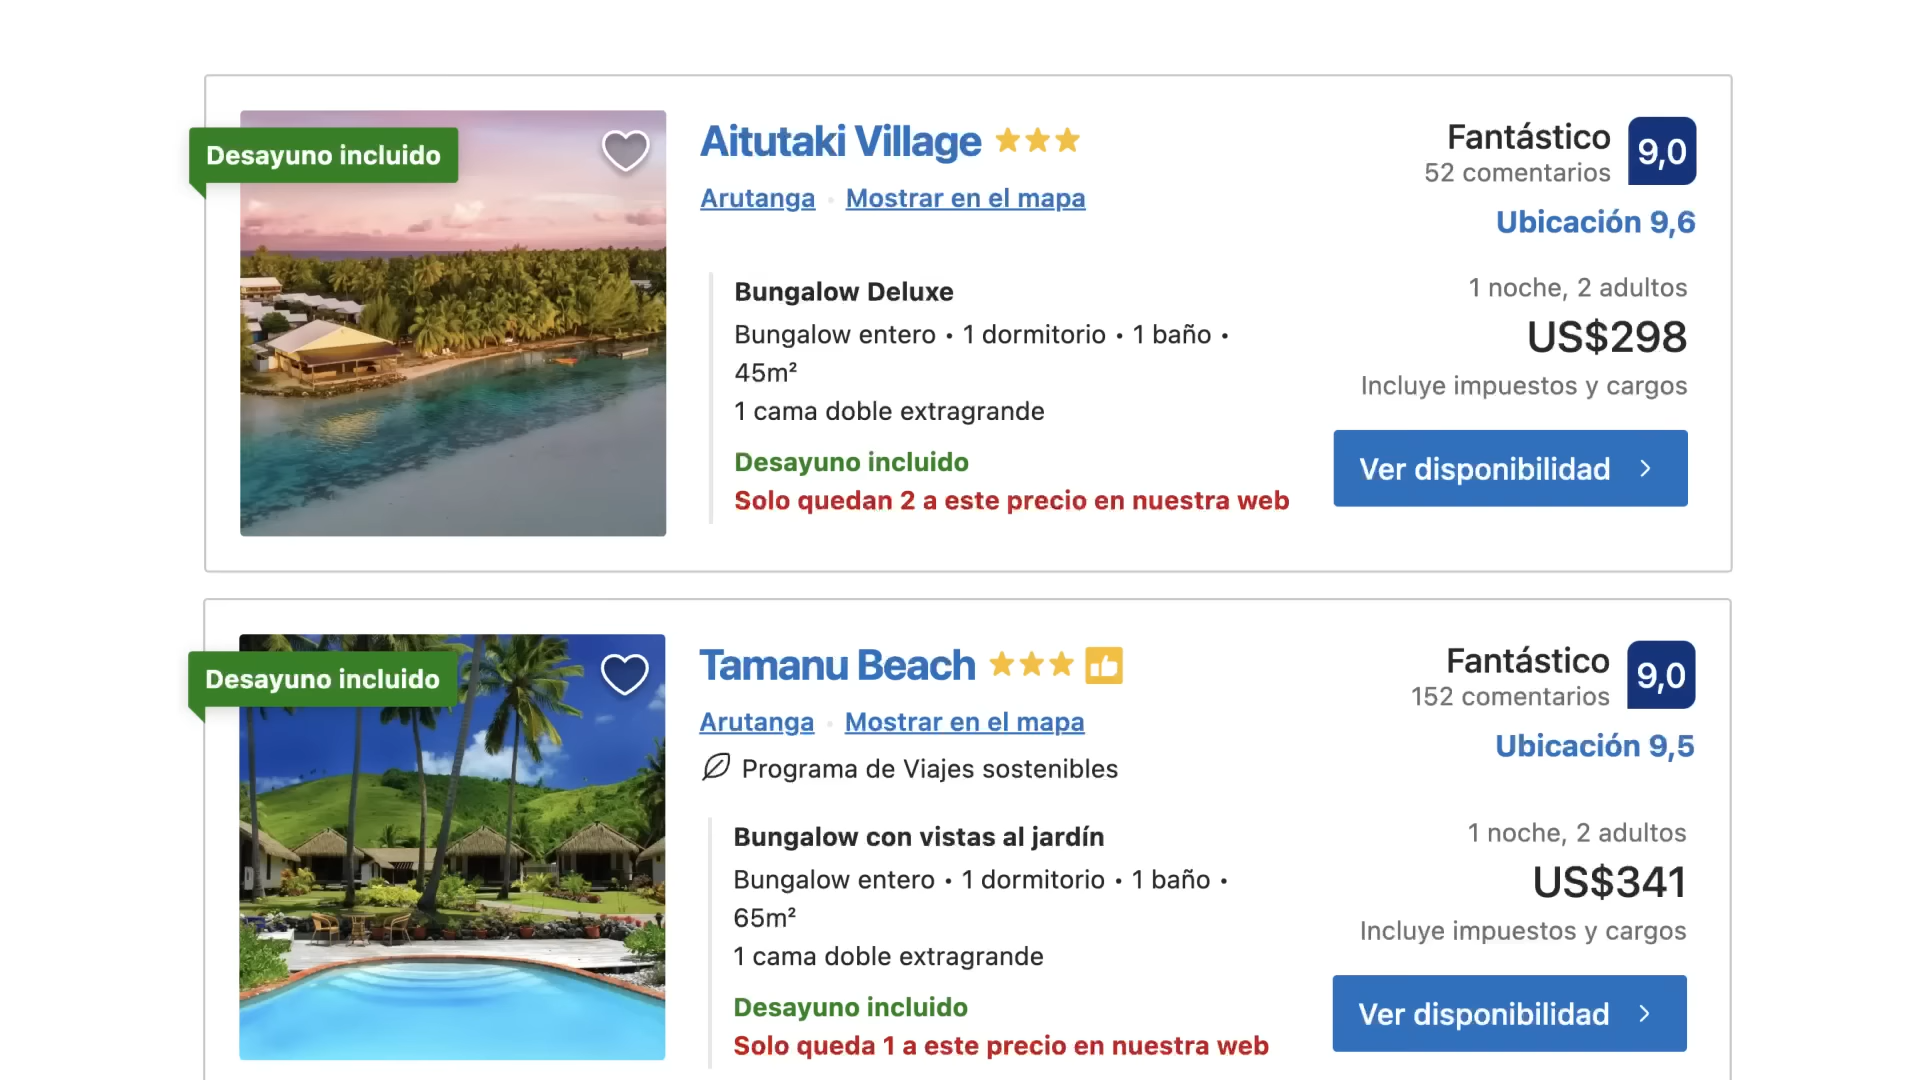 Desayuno incluido
Aitutaki Village
Arutanga · Mostrar en el mapa
Fantástico
52 comentarios
9,0
Ubicación 9,6
Bungalow Deluxe
Bungalow entero • 1 dormitorio • 1 baño •
45m²
1 cama doble extragrande
Desayuno incluido
Solo quedan 2 a este precio en nuestra web
1 noche, 2 adultos
US$298
Incluye impuestos y cargos
Ver disponibilidad
Desayuno incluido
Tamanu Beach
Arutanga · Mostrar en el mapa
Programa de Viajes sostenibles
Fantástico
152 comentarios
9,0
Ubicación 9,5
Bungalow con vistas al jardín
Bungalow entero • 1 dormitorio • 1 baño •
65m²
1 cama doble extragrande
Desayuno incluido
Solo queda 1 a este precio en nuestra web
1 noche, 2 adultos
US$341
Incluye impuestos y cargos
Ver disponibilidad